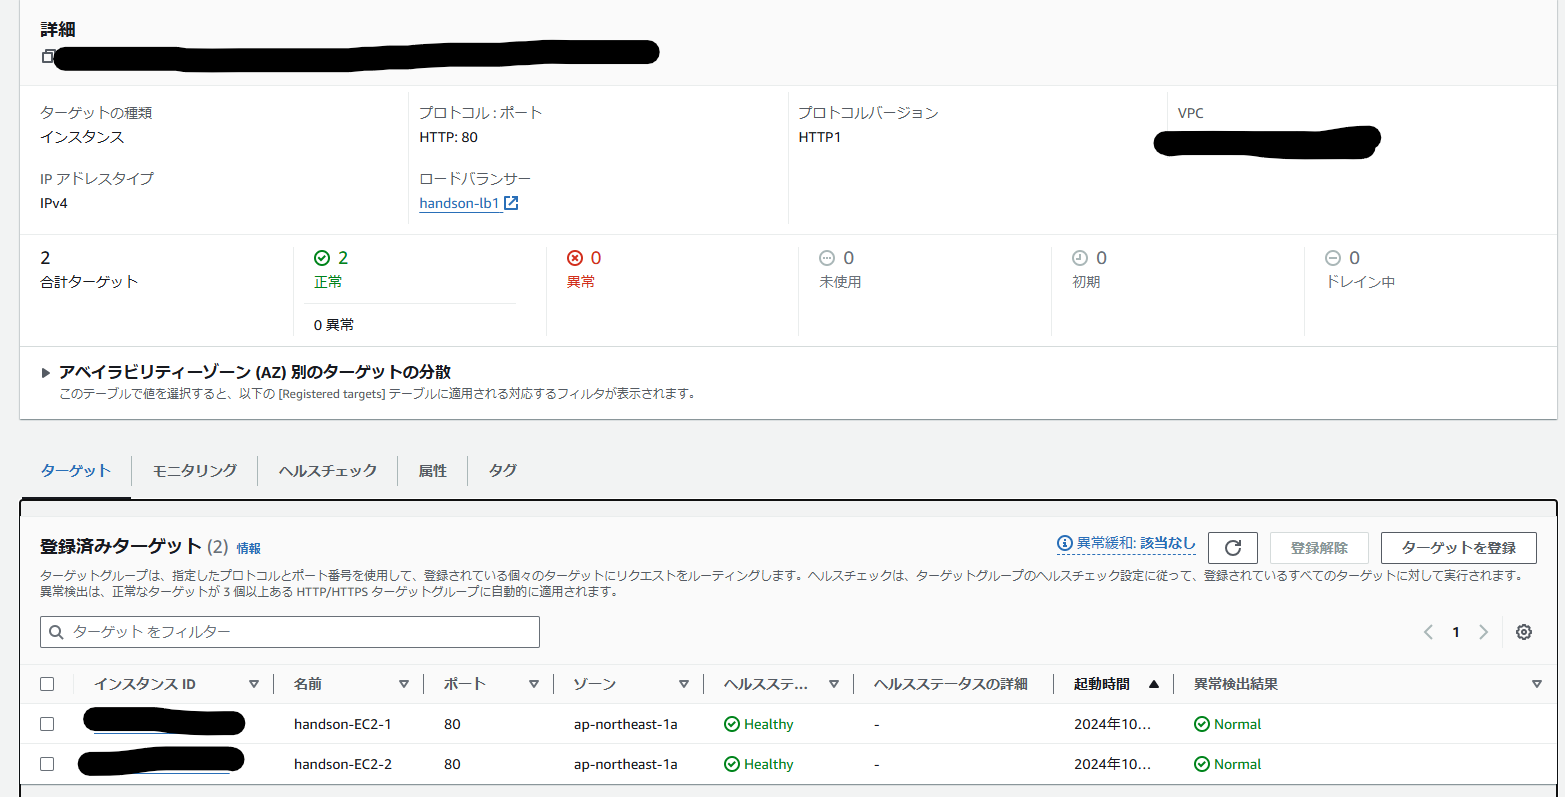 詳細
ターゲットの種類
インスタンス
プロトコル : ポート
HTTP: 80
プロトコルバージョン
HTTP1
VPC
IP アドレスタイプ
IPv4
ロードバランサー
handson-lb1
2
合計ターゲット
2
正常
0 異常
0
異常
0
未使用
0
初期
0
ドレイン中
アベイラビリティーゾーン (AZ) 別のターゲットの分散
このテーブルで値を選択すると、以下の [Registered targets] テーブルに適用される対応するフィルタが表示されます。
ターゲット
モニタリング
ヘルスチェック
属性
タグ
登録済みターゲット (2) 情報
異常緩和: 該当なし
登録解除
ターゲットを登録
ターゲットグループは、指定したプロトコルとポート番号を使用して、登録されている個々のターゲットにリクエストをルーティングします。ヘルスチェックは、ターゲットグループのヘルスチェック設定に従って、登録されているすべてのターゲットに対して実行されます。
異常検出は、正常なターゲットが 3 個以上ある HTTP/HTTPS ターゲットグループに自動的に適用されます。
ターゲット をフィルター
1
インスタンス ID 名前 ポート ゾーン ヘルスステ... ヘルスステータスの詳細 起動時間 異常検出結果
handson-EC2-1 80 ap-northeast-1a Healthy - 2024年10... Normal
handson-EC2-2 80 ap-northeast-1a Healthy - 2024年10... Normal